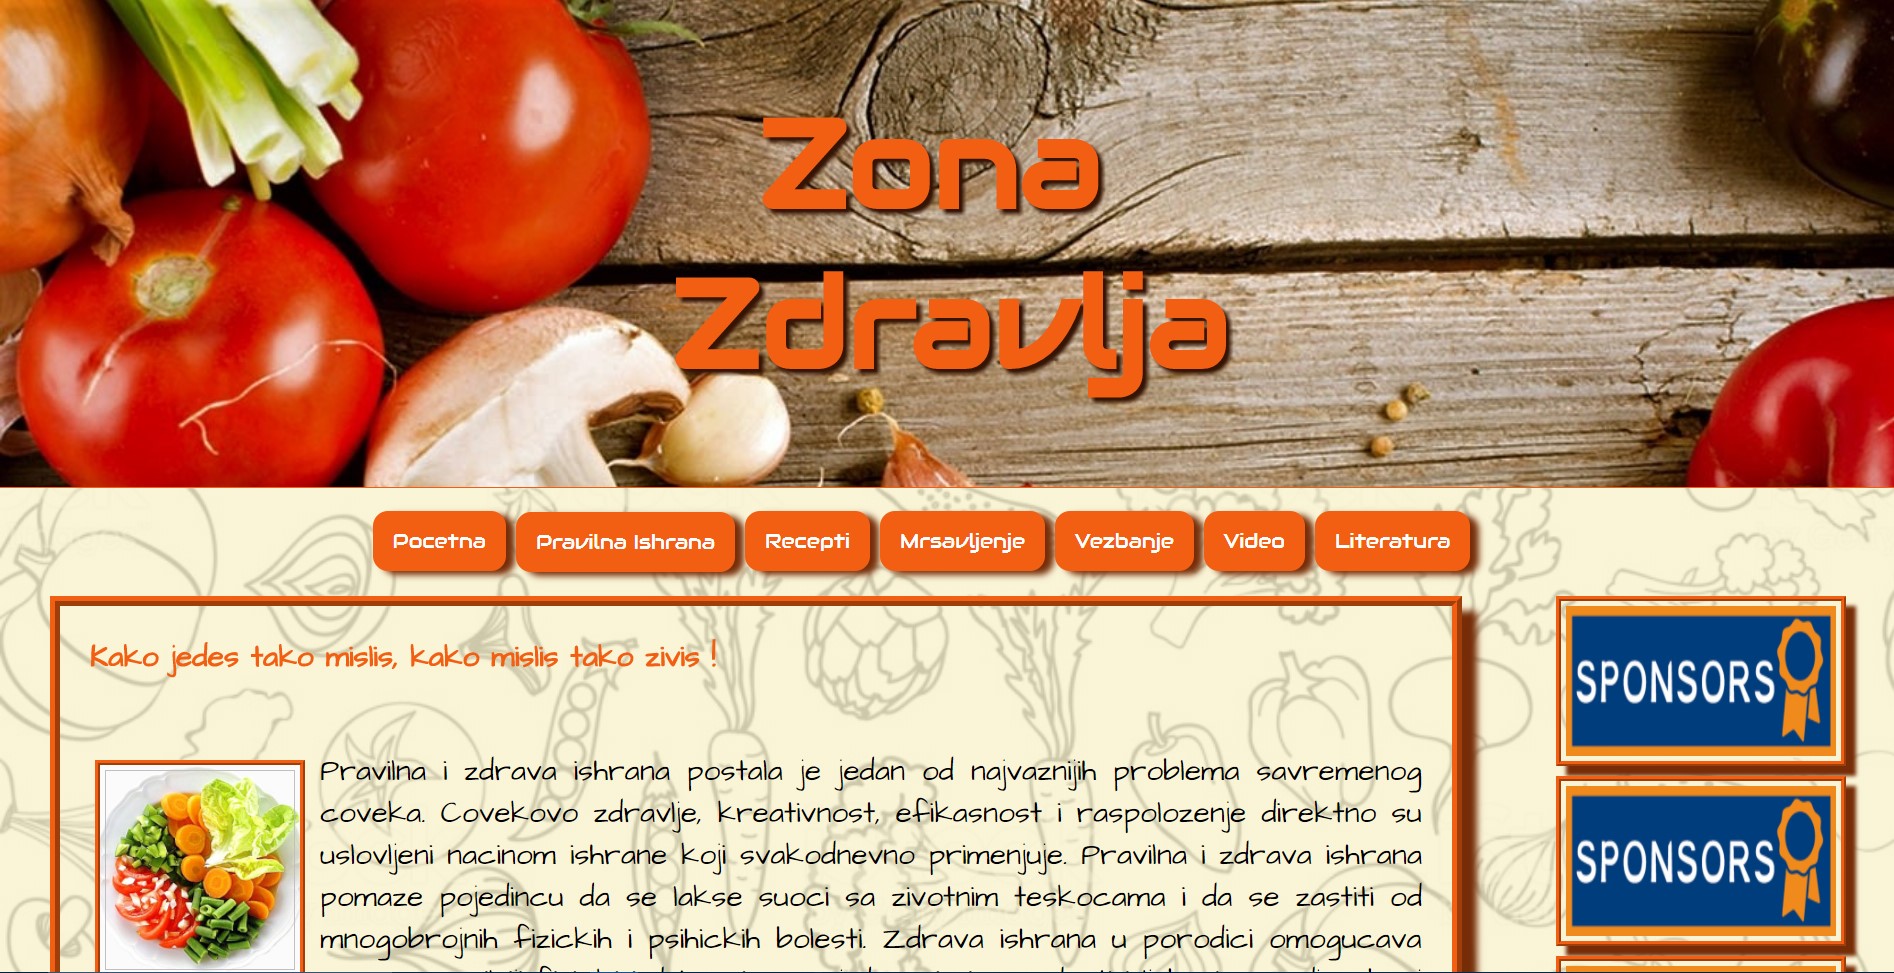 Zona
Zdravlja
Pocetna
Pravilna Ishrana
Recepti
Mrsavljenje
Vezbanje
Video
Literatura
Kako jedes tako mislis, kako mislis tako zivis !
Pravilna i zdrava ishrana postala je jedan od najvaznijih problema savremenog
coveka. Covekovo zdravlje, kreativnost, efikasnost i raspolozenje direktno su
uslovljeni nacinom ishrane koji svakodnevno primenjuje. Pravilna i zdrava ishrana
pomaze pojedincu da se lakse suoci sa zivotnim teskocama i da se zastiti od
mnogobrojnih fizickih i psihickih bolesti. Zdrava ishrana u porodici omogucava
SPONSORS
SPONSORS